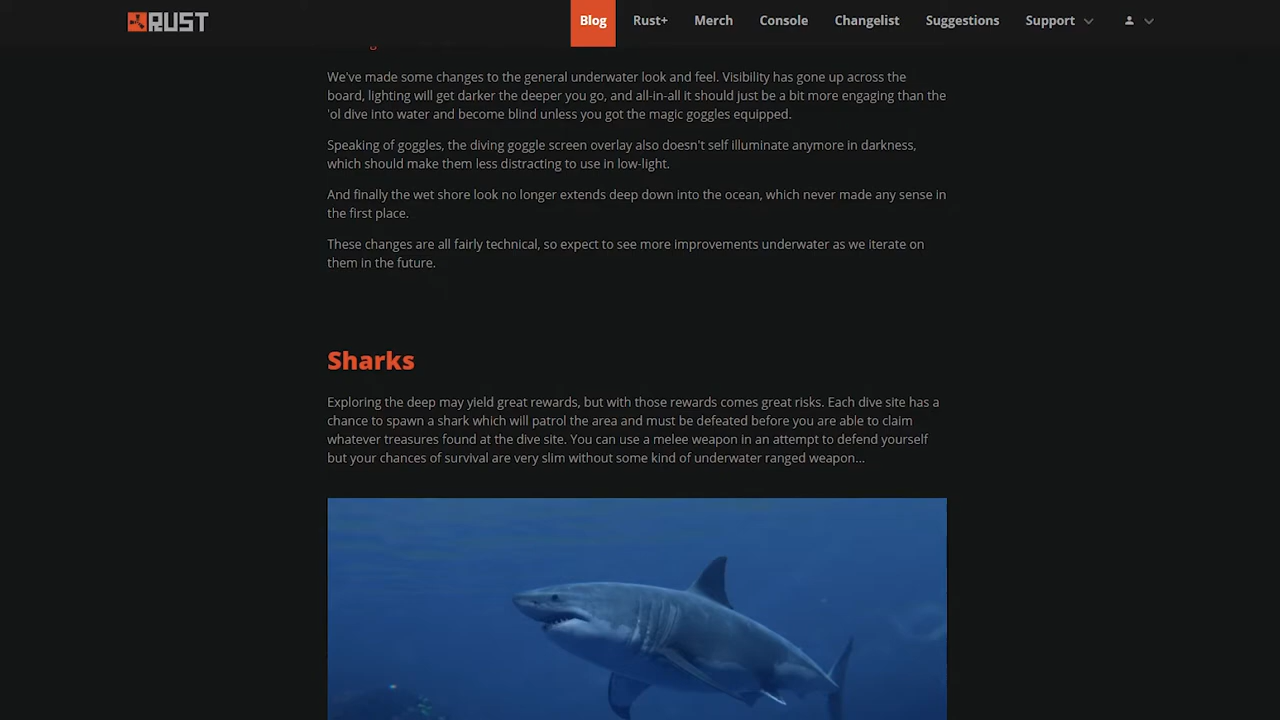 RUST
Blog
Rust+
Merch
Console
Changelist
Suggestions
Support
We've made some changes to the general underwater look and feel. Visibility has gone up across the
board, lighting will get darker the deeper you go, and all-in-all it should just be a bit more engaging than the
'ol dive into water and become blind unless you got the magic goggles equipped.
Speaking of goggles, the diving goggle screen overlay also doesn't self illuminate anymore in darkness,
which should make them less distracting to use in low-light.
And finally the wet shore look no longer extends deep down into the ocean, which never made any sense in
the first place.
These changes are all fairly technical, so expect to see more improvements underwater as we iterate on
them in the future.
Sharks
Exploring the deep may yield great rewards, but with those rewards comes great risks. Each dive site has a
chance to spawn a shark which will patrol the area and must be defeated before you are able to claim
whatever treasures found at the dive site. You can use a melee weapon in an attempt to defend yourself
but your chances of survival are very slim without some kind of underwater ranged weapon...